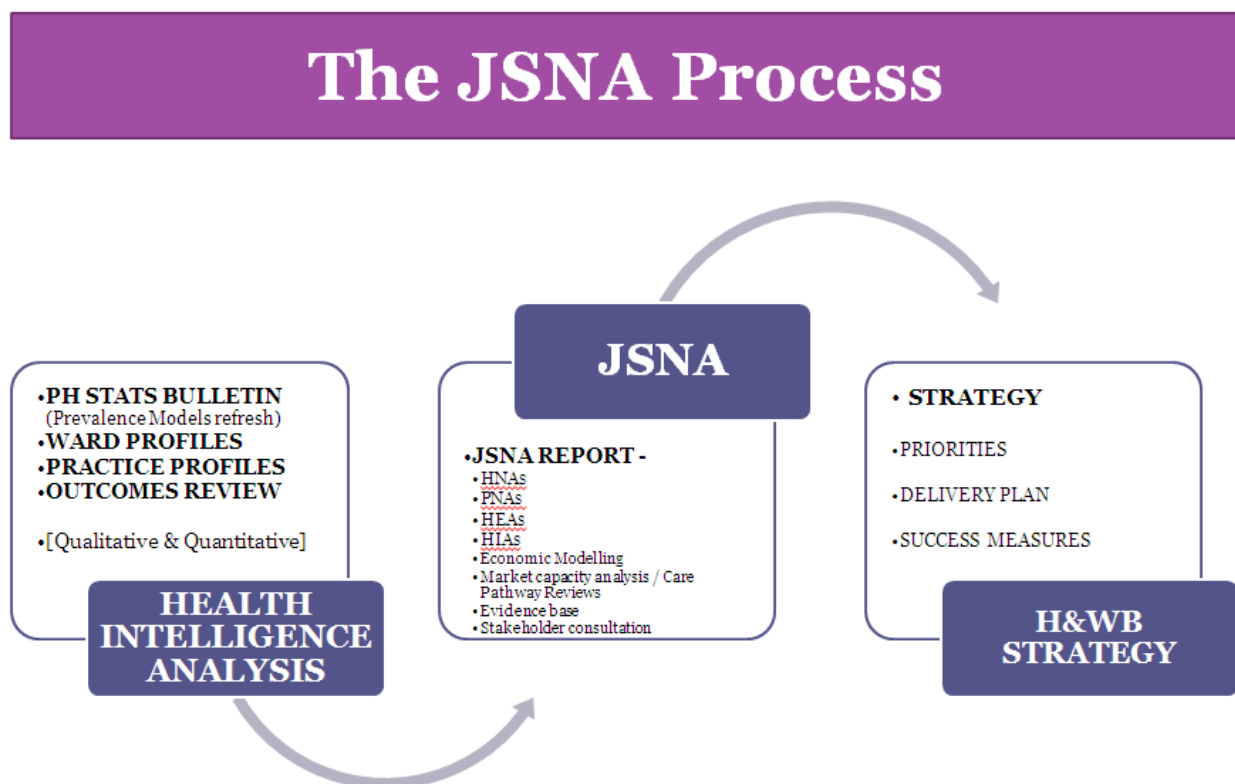 The JSNA Process
•PH STATS BULLETIN
(Prevalence Models refresh)
•WARD PROFILES
•PRACTICE PROFILES
•OUTCOMES REVIEW
•[Qualitative & Quantitative]
HEALTH
INTELLIGENCE
ANALYSIS
JSNA
•JSNA REPORT -
•HNAs
•PNAs
•HEAs
•HIAs
•Economic Modelling
•Market capacity analysis / Care
Pathway Reviews
•Evidence base
•Stakeholder consultation
• STRATEGY
•PRIORITIES
•DELIVERY PLAN
•SUCCESS MEASURES
H&WB
STRATEGY